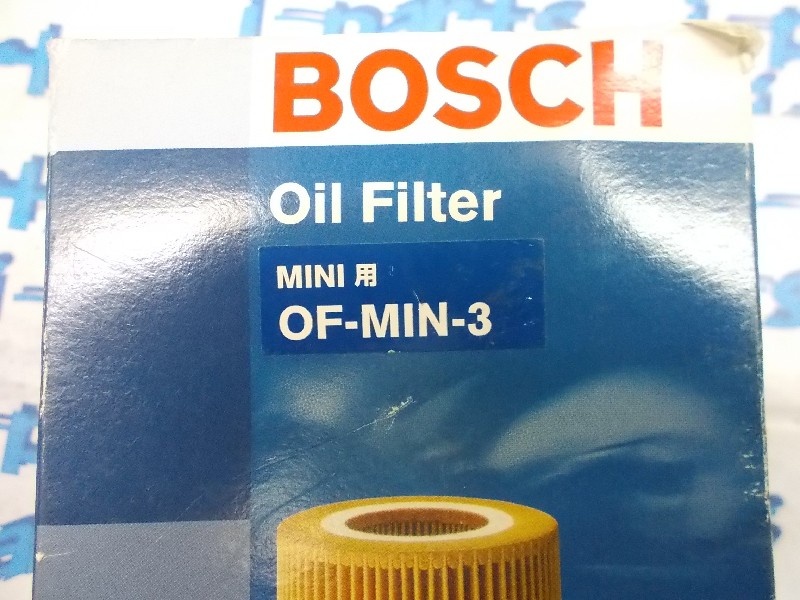 BOSCH
Oil Filter
MINI 用
OF-MIN-3